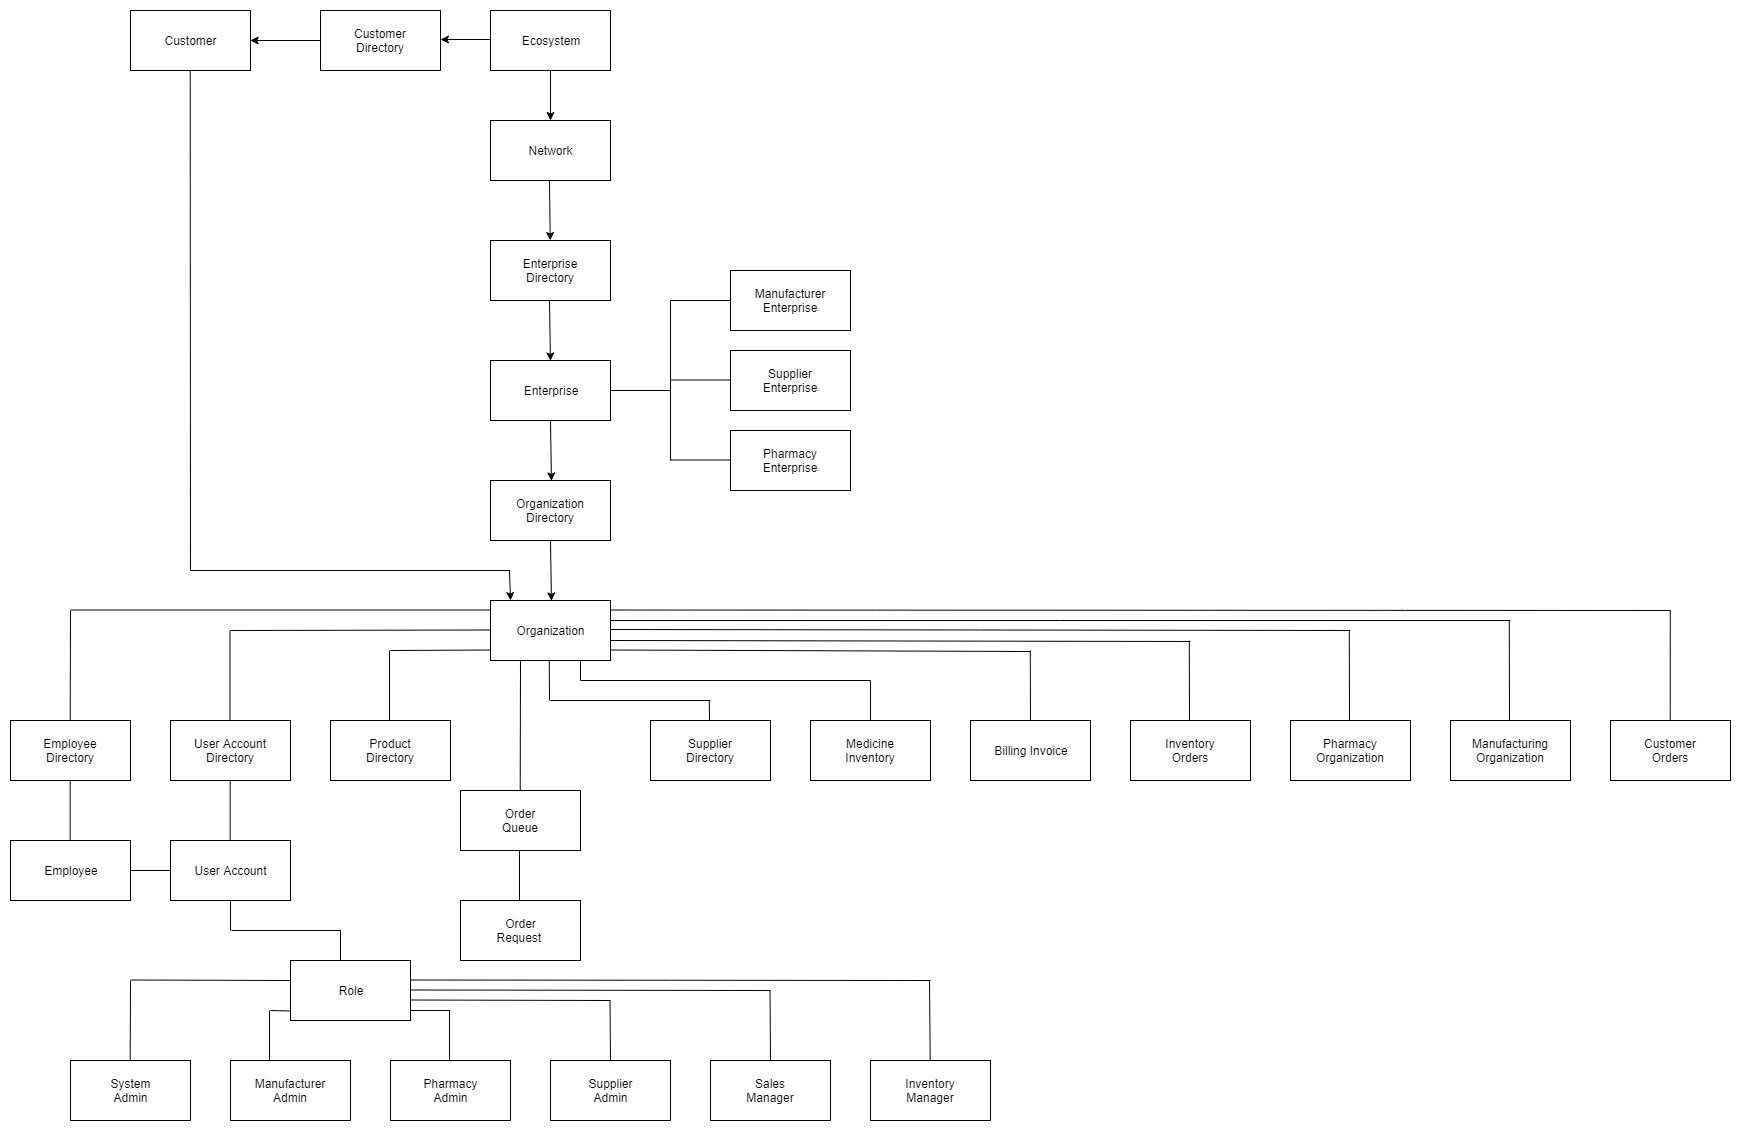 Customer
Customer
Directory
Ecosystem
Network
Enterprise
Directory
Manufacturer
Enterprise
Supplier
Enterprise
Enterprise
Pharmacy
Enterprise
Organization
Directory
Organization
Employee
Directory
User Account
Directory
Product
Directory
Supplier
Directory
Medicine
Inventory
Billing Invoice
Inventory
Orders
Pharmacy
Organization
Manufacturing
Organization
Customer
Orders
Order
Queue
Employee
User Account
Order
Request
Role
System
Admin
Manufacturer
Admin
Pharmacy
Admin
Supplier
Admin
Sales
Manager
Inventory
Manager